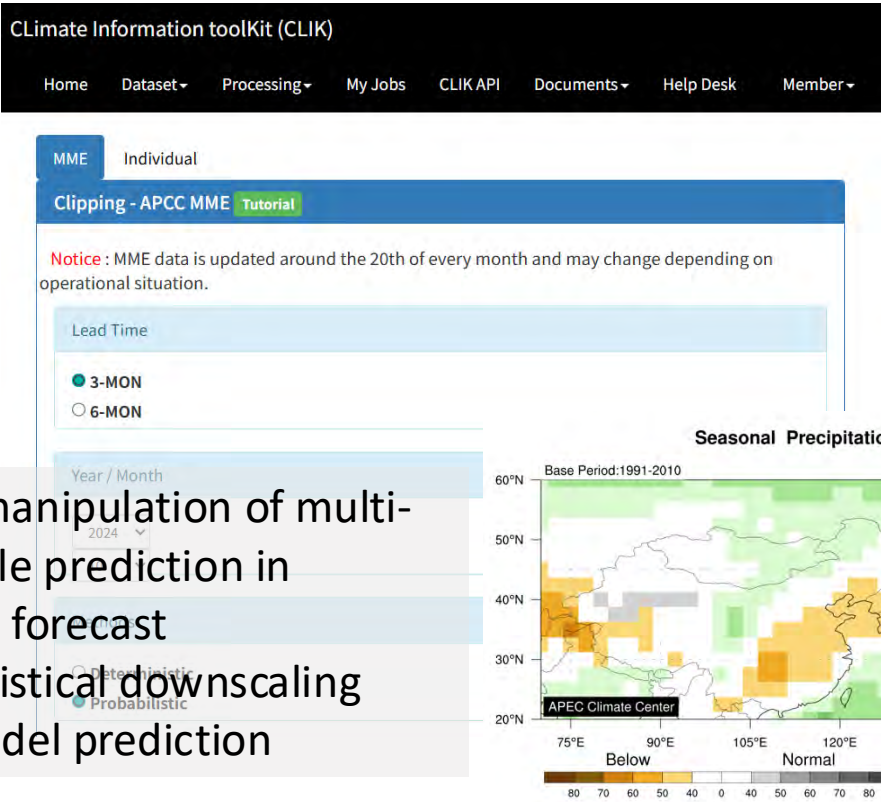 CLimate Information toolKit (CLIK)
Home Dataset Processing My Jobs CLIK API Documents Help Desk Member
MME Individual
Clipping - APCC MME Tutorial
Notice : MME data is updated around the 20th of every month and may change depending on
operational situation.
Lead Time
3-MON
6-MON
Year / Month
2024
manipulation of multi-
le prediction in
forecast
istical downscaling
del prediction
Deterministic
Probabilistic
Seasonal Precipitatio
Base Period:1991-2010
60°N
50°N
40°N
30°N
20°N
APEC Climate Center
75°E 90°E 105°E 120°E
Below Normal
80 70 60 50 40 0 40 50 60 70 80